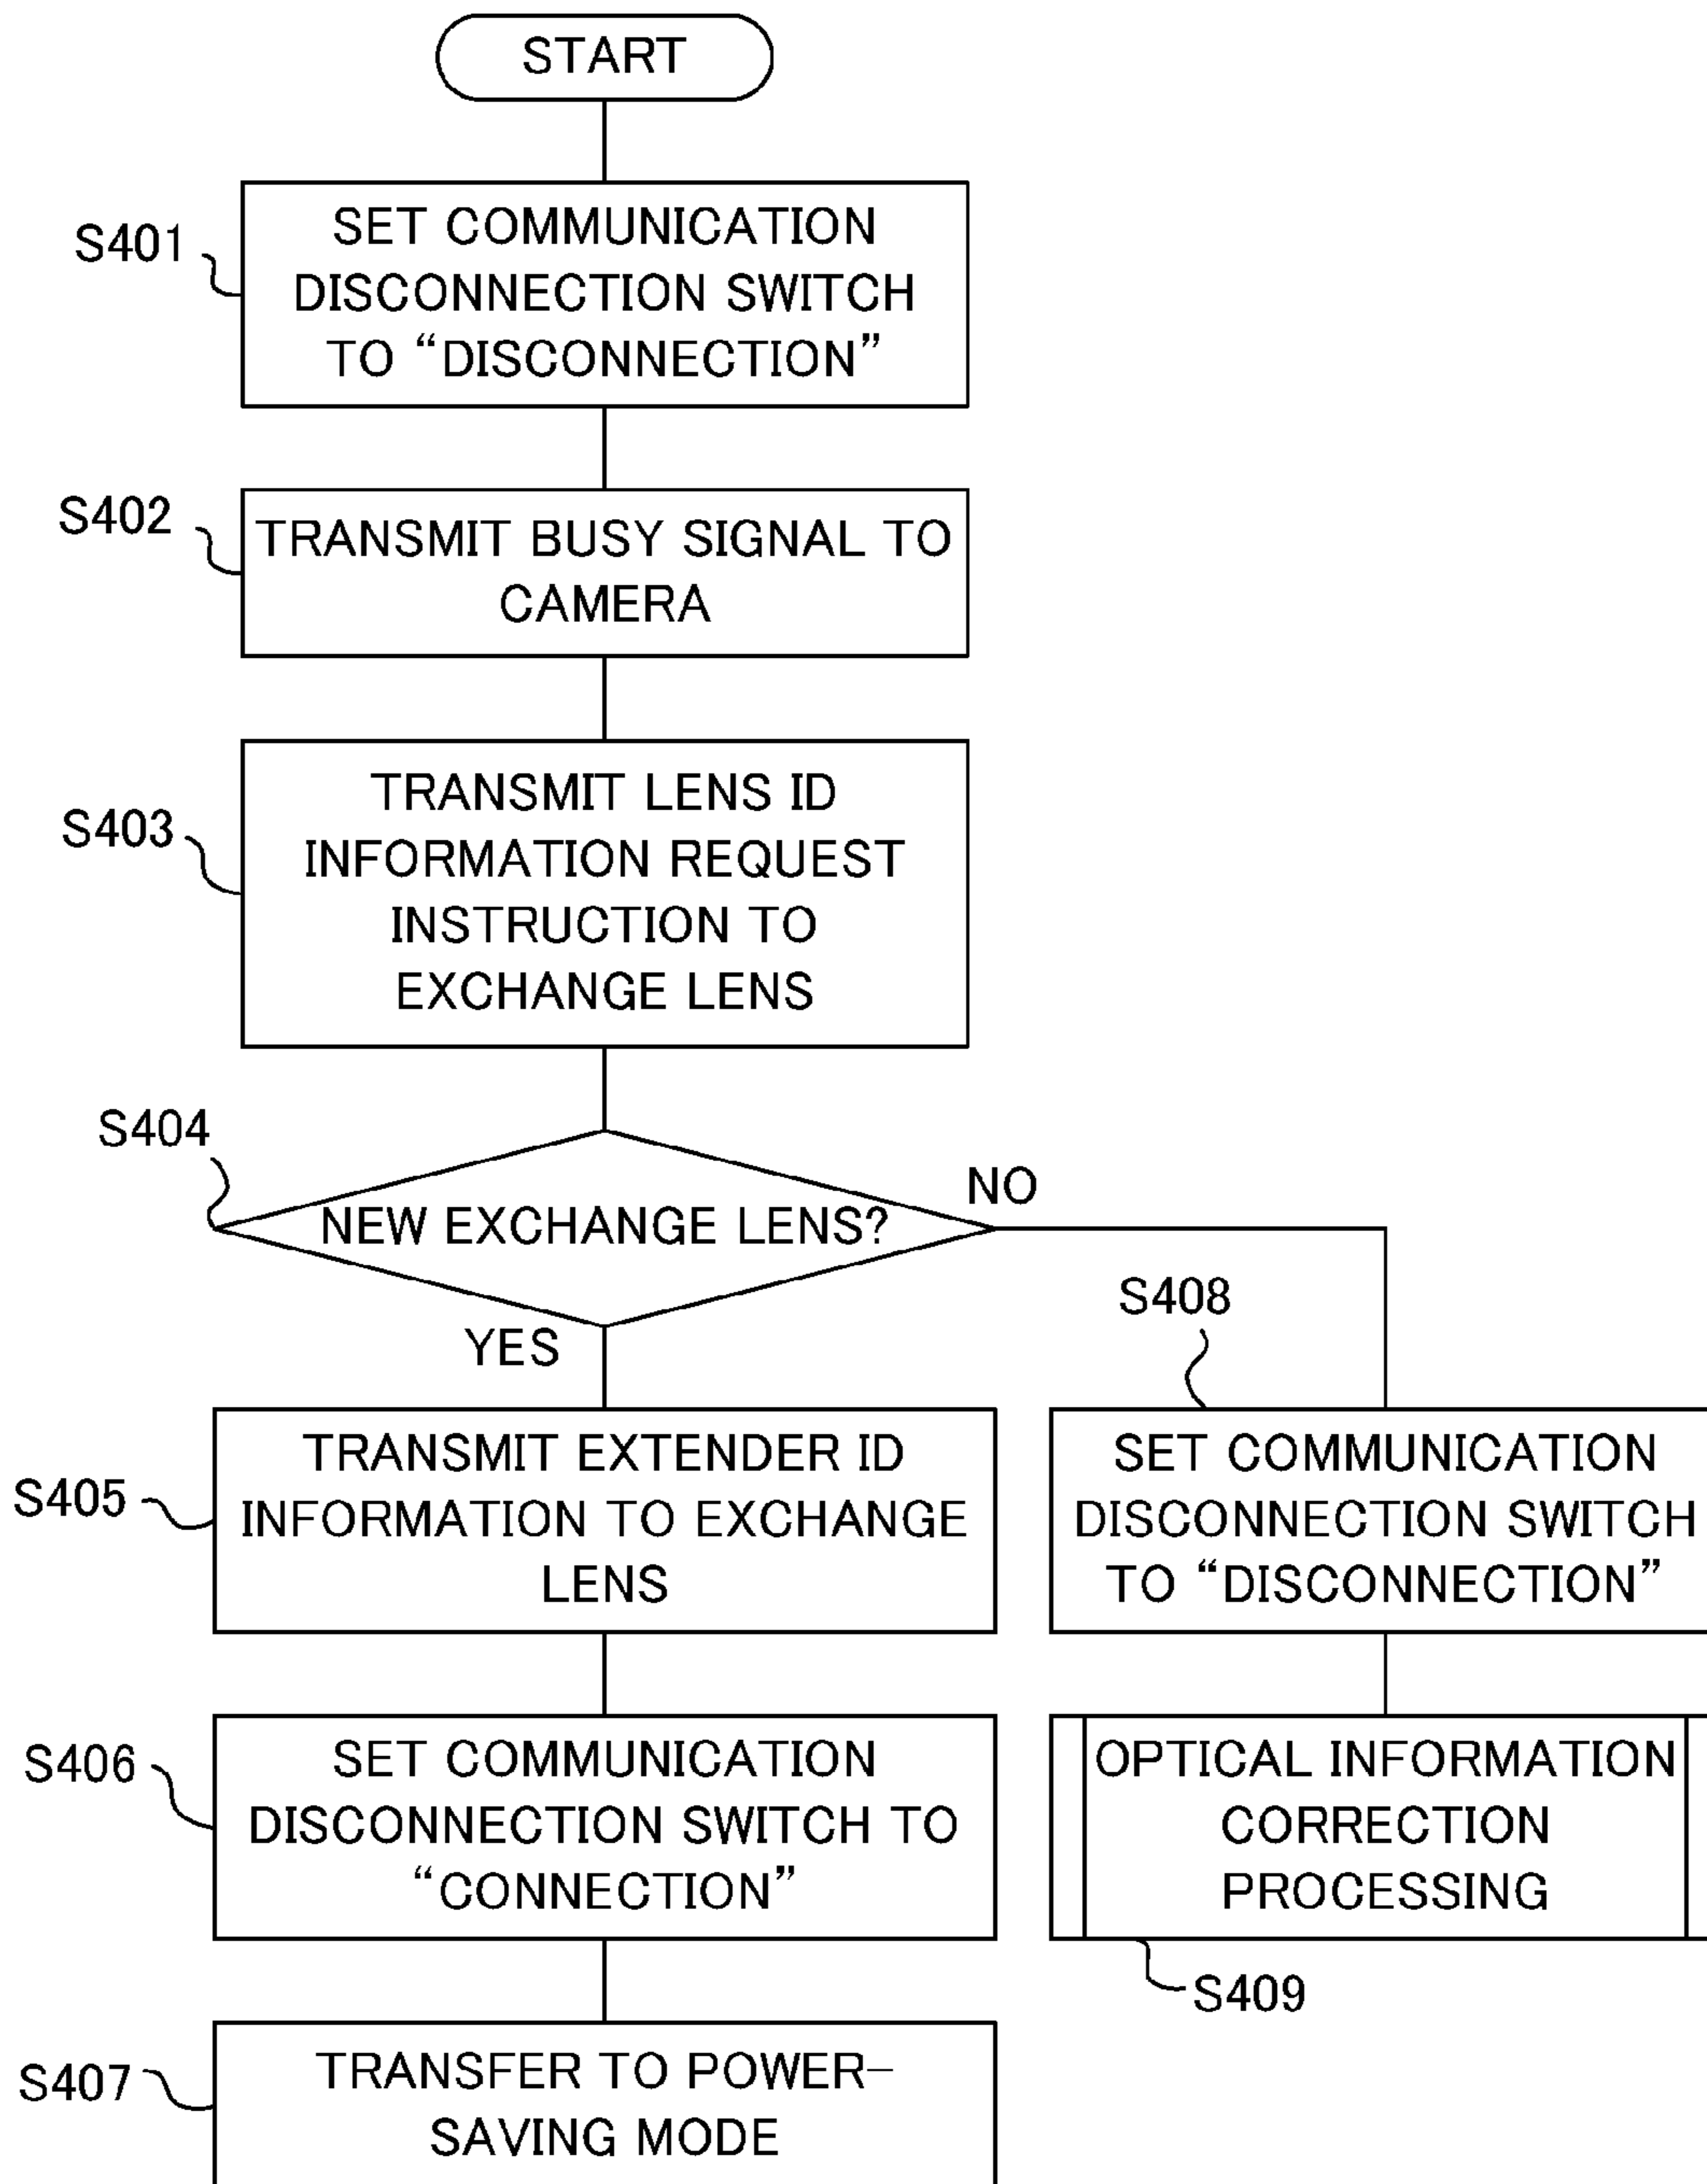 START
S401
SET COMMUNICATION
DISCONNECTION SWITCH
TO “DISCONNECTION”
S402
TRANSMIT BUSY SIGNAL TO
CAMERA
S403
TRANSMIT LENS ID
INFORMATION REQUEST
INSTRUCTION TO
EXCHANGE LENS
S404
NEW EXCHANGE LENS?
NO
YES
S405
TRANSMIT EXTENDER ID
INFORMATION TO EXCHANGE
LENS
S406
SET COMMUNICATION
DISCONNECTION SWITCH TO
“CONNECTION”
S407
TRANSFER TO POWER-
SAVING MODE
S408
SET COMMUNICATION
DISCONNECTION SWITCH
TO “DISCONNECTION”
OPTICAL INFORMATION
CORRECTION
PROCESSING
S409